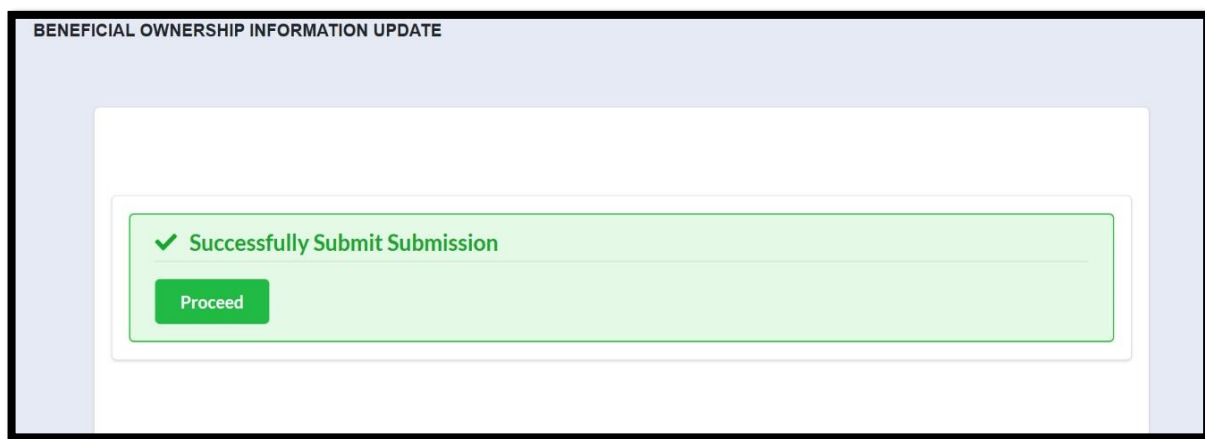 BENEFICIAL OWNERSHIP INFORMATION UPDATE
Successfully Submit Submission
Proceed